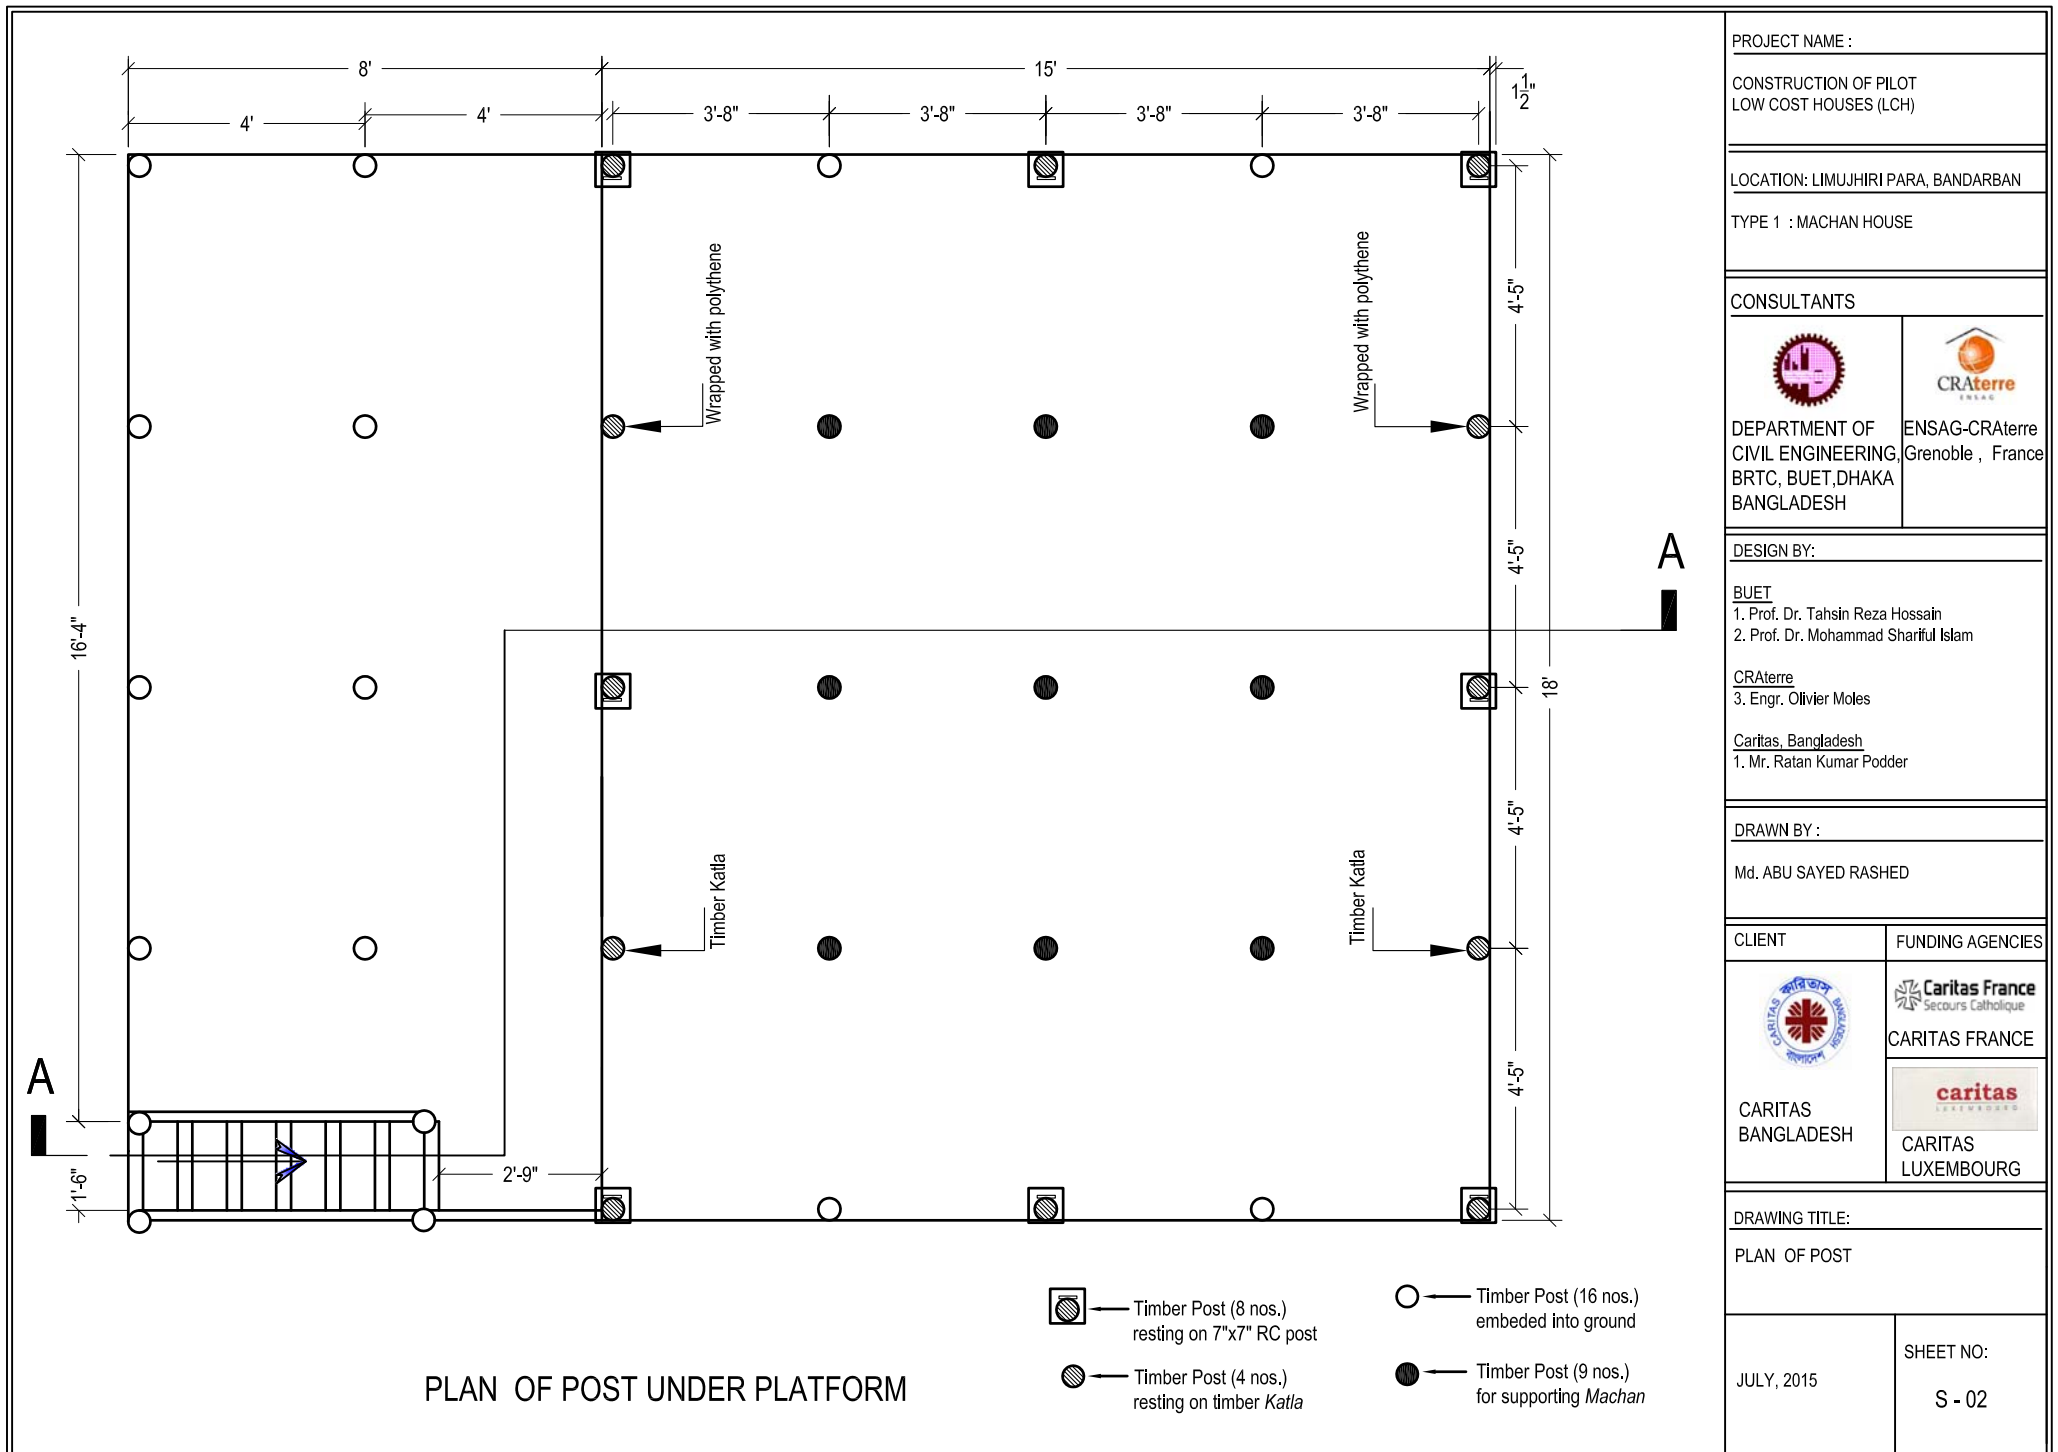 8'
15'
1 1/2"
4'
4'
3'-8"
3'-8"
3'-8"
3'-8"
16'-4"
1'-6"
2'-9"
Wrapped with polythene
Wrapped with polythene
Timber Katla
Timber Katla
4'-5"
4'-5"
4'-5"
4'-5"
18'
A
A
Timber Post (8 nos.)
resting on 7"x7" RC post
Timber Post (4 nos.)
resting on timber Katla
Timber Post (16 nos.)
embeded into ground
Timber Post (9 nos.)
for supporting Machan
PLAN OF POST UNDER PLATFORM
PROJECT NAME :
CONSTRUCTION OF PILOT
LOW COST HOUSES (LCH)
LOCATION: LIMUJHIRI PARA, BANDARBAN
TYPE 1 : MACHAN HOUSE
CONSULTANTS
DEPARTMENT OF
CIVIL ENGINEERING,
BRTC, BUET,DHAKA
BANGLADESH
CRAterre
ENSAG
ENSAG-CRAterre
Grenoble , France
DESIGN BY:
BUET
1. Prof. Dr. Tahsin Reza Hossain
2. Prof. Dr. Mohammad Shariful Islam
CRAterre
3. Engr. Olivier Moles
Caritas, Bangladesh
1. Mr. Ratan Kumar Podder
DRAWN BY :
Md. ABU SAYED RASHED
CLIENT
কারিতাস
CARITAS BANGLADESH
বাংলাদেশ
CARITAS
BANGLADESH
FUNDING AGENCIES
Caritas France
Secours Catholique
CARITAS FRANCE
caritas
LUXEMBOURG
CARITAS
LUXEMBOURG
DRAWING TITLE:
PLAN OF POST
JULY, 2015
SHEET NO:
S - 02